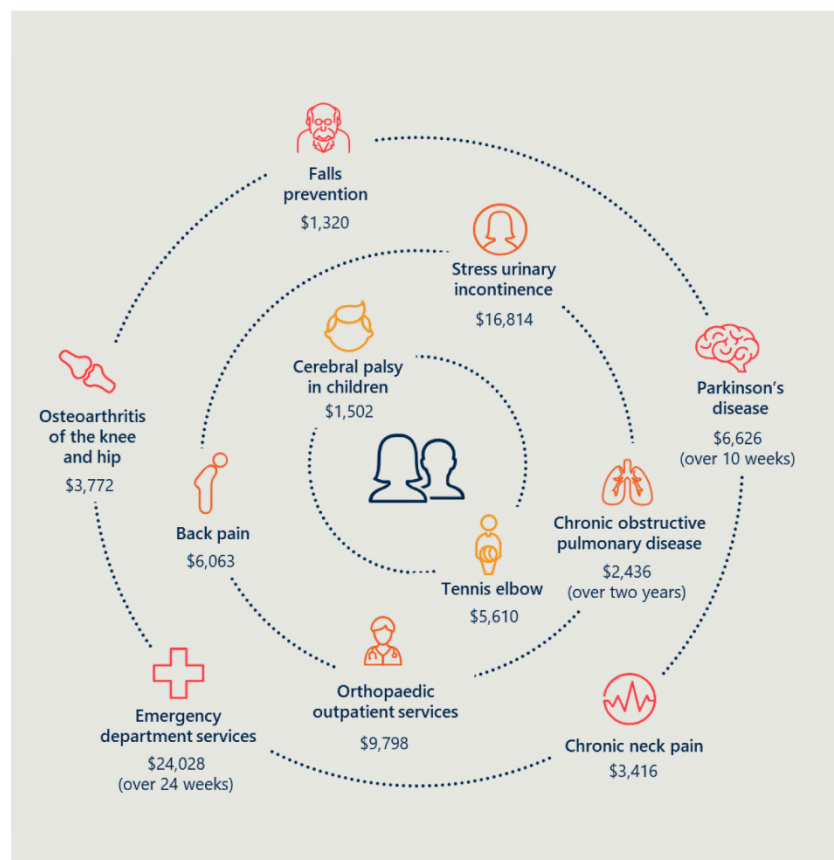 Falls
prevention
$1,320
Stress urinary
incontinence
$16,814
Cerebral palsy
in children
$1,502
Parkinson's
disease
$6,626
(over 10 weeks)
Osteoarthritis
of the knee
and hip
$3,772
Back pain
$6,063
Chronic obstructive
pulmonary disease
$2,436
(over two years)
Tennis elbow
$5,610
Orthopaedic
outpatient services
$9,798
Emergency
department services
$24,028
(over 24 weeks)
Chronic neck pain
$3,416